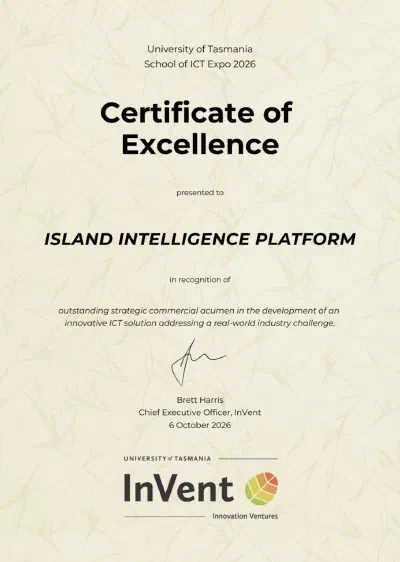 University of Tasmania
School of ICT Expo 2026
Certificate of
Excellence
presented to
ISLAND INTELLIGENCE PLATFORM
in recognition of
outstanding strategic commercial acumen in the development of an
innovative ICT solution addressing a real-world industry challenge.
Brett Harris
Chief Executive Officer, InVent
6 October 2026
UNIVERSITY of TASMANIA
InVent
Innovation Ventures